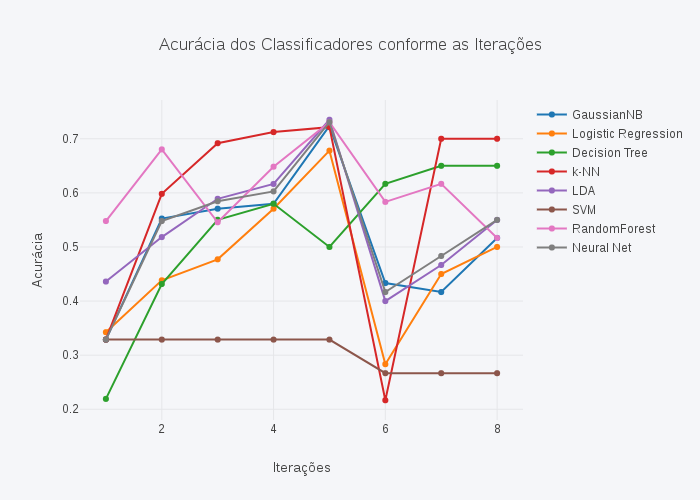 Acurácia dos Classificadores conforme as Iterações
Acurácia
0.7
0.6
0.5
0.4
0.3
0.2
2
4
6
8
Iterações
GaussianNB
Logistic Regression
Decision Tree
k-NN
LDA
SVM
RandomForest
Neural Net